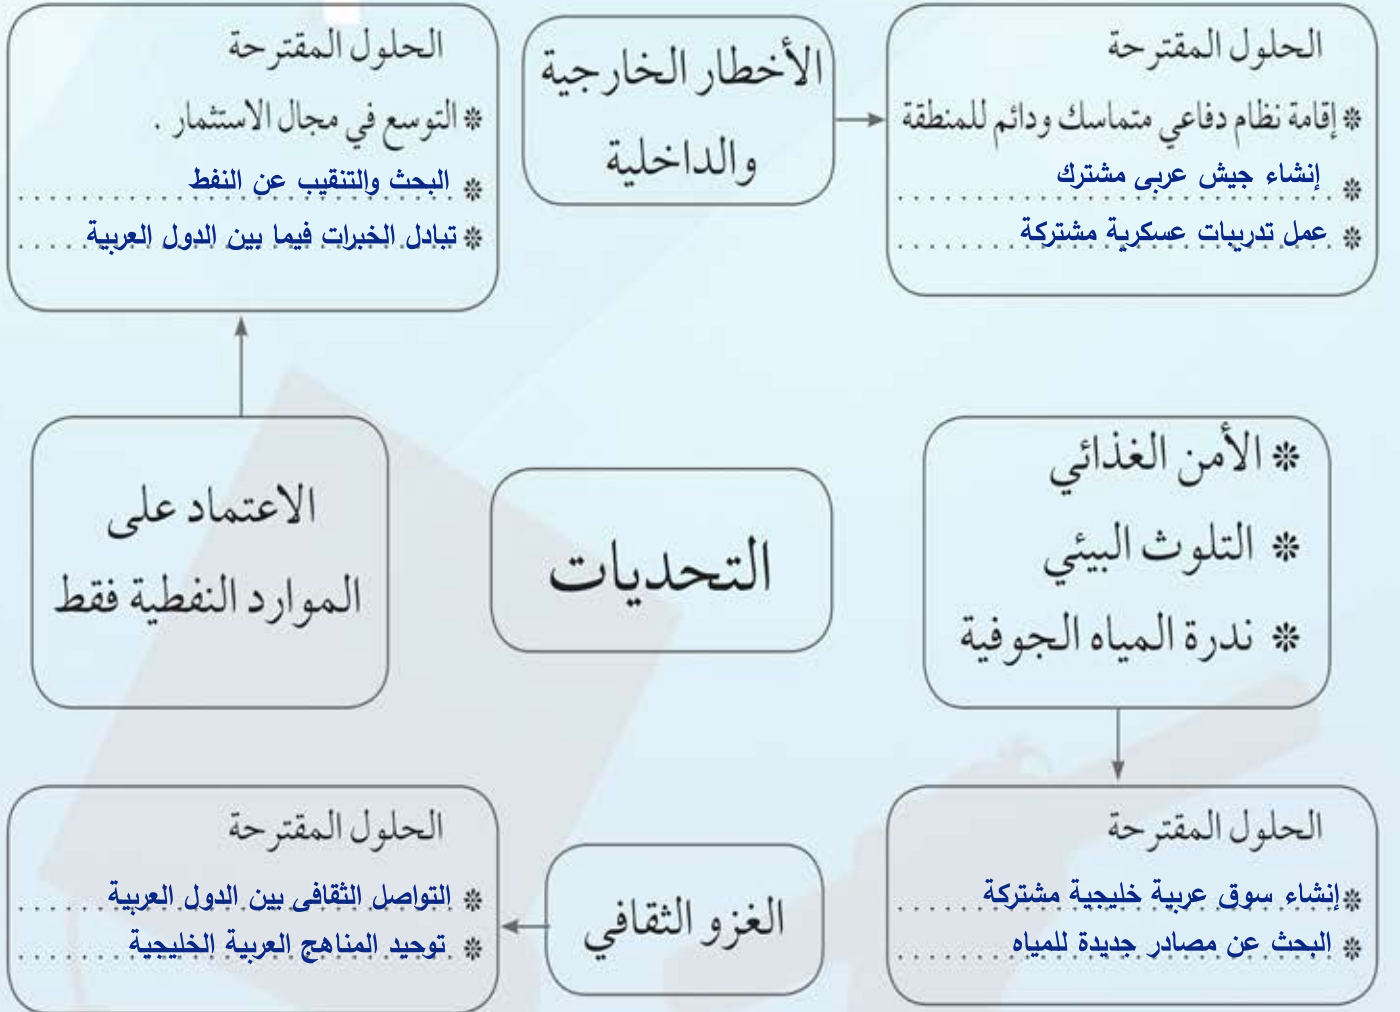 الأخطار الخارجية
والداخلية
الحلول المقترحة
❊ إقامة نظام دفاعي متماسك ودائم للمنطقة
❊ إنشاء جيش عربى مشترك
❊ عمل تدريبات عسكرية مشتركة
الحلول المقترحة
❊ التوسع في مجال الاستثمار .
❊ البحث والتنقيب عن النفط
❊ تبادل الخبرات فيما بين الدول العربية
❊ الأمن الغذائي
❊ التلوث البيئي
❊ ندرة المياه الجوفية
التحديات
الاعتماد على
الموارد النفطية فقط
الحلول المقترحة
❊ إنشاء سوق عربية خليجية مشتركة
❊ البحث عن مصادر جديدة للمياه
الغزو الثقافي
الحلول المقترحة
❊ التواصل الثقافى بين الدول العربية
❊ توحيد المناهج العربية الخليجية